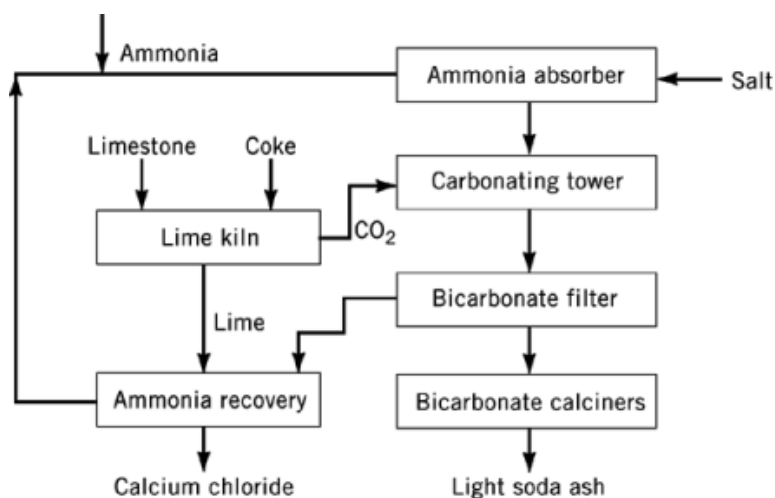 Ammonia
Ammonia absorber
Salt
Limestone
Coke
Carbonating tower
Lime kiln
CO₂
Bicarbonate filter
Lime
Ammonia recovery
Bicarbonate calciners
Calcium chloride
Light soda ash